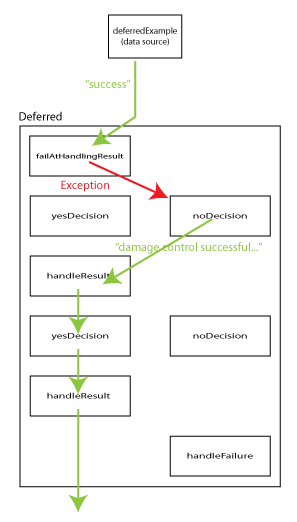 deferredExample
(data source)
“success”
Deferred
failAtHandlingResult
Exception
yesDecision
noDecision
“damage control successful...”
handleResult
yesDecision
noDecision
handleResult
handleFailure